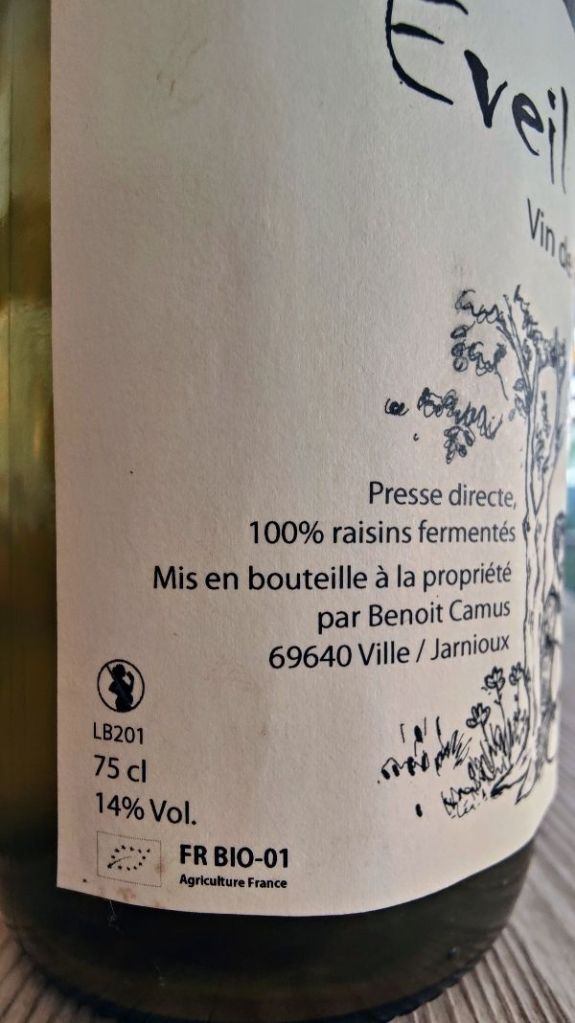 Eveil
Vin de
Presse directe,
100% raisins fermentés
Mis en bouteille à la propriété
par Benoit Camus
69640 Ville / Jarnioux
LB201
75 cl
14% Vol.
FR BIO-01
Agriculture France